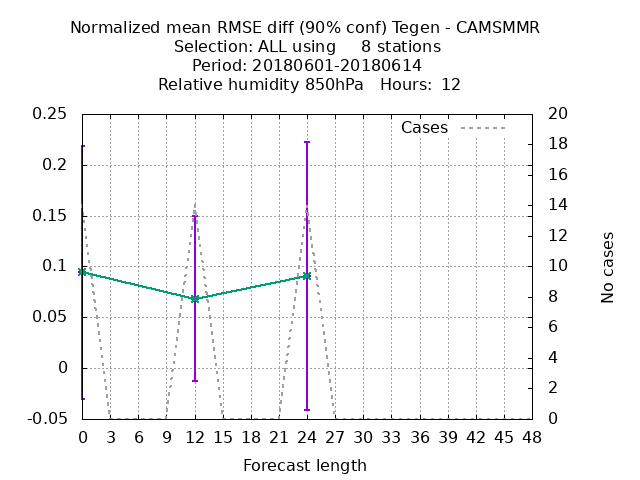 Normalized mean RMSE diff (90% conf) Tegen - CAMSMMR
Selection: ALL using 8 stations
Period: 20180601-20180614
Relative humidity 850hPa Hours: 12
Cases
0.25
0.2
0.15
0.1
0.05
0
-0.05
20
18
16
14
12
10
8
6
4
2
0
No cases
0 3 6 9 12 15 18 21 24 27 30 33 36 39 42 45 48
Forecast length